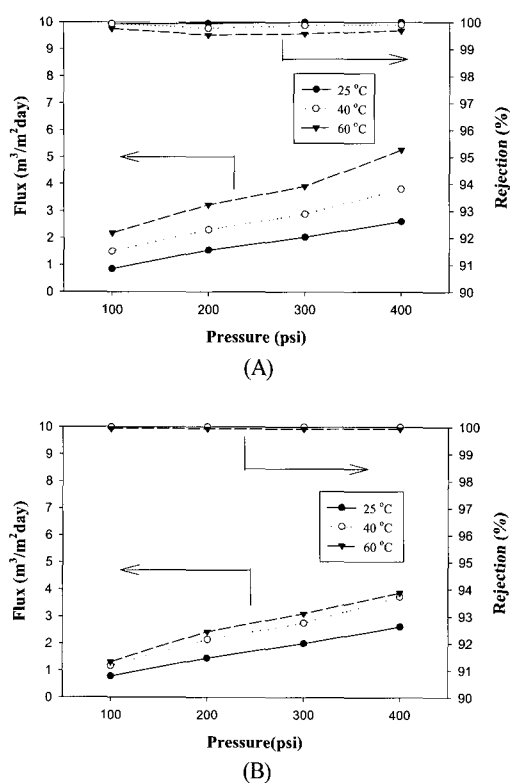 10
9
8
7
6
5
4
3
2
1
0
Flux (m³/m²day)
100
99
98
97
96
95
94
93
92
91
90
Rejection (%)
25 °C
40 °C
60 °C
100 200 300 400
Pressure (psi)
(A)
10
9
8
7
6
5
4
3
2
1
0
Flux (m³/m²day)
100
99
98
97
96
95
94
93
92
91
90
Rejection (%)
25 °C
40 °C
60 °C
100 200 300 400
Pressure(psi)
(B)